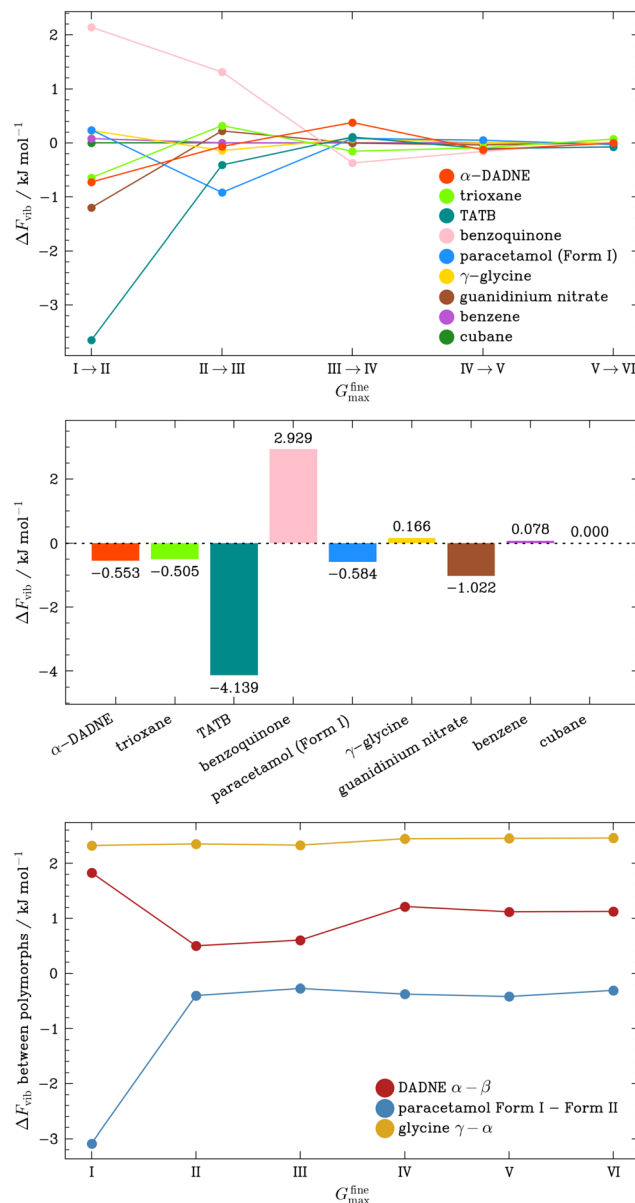 2
1
0
−1
−2
−3
ΔF_vib / kJ mol⁻¹
I → II
II → III
III → IV
IV → V
V → VI
G_max^fine
α−DADNE
trioxane
TATB
benzoquinone
paracetamol (Form I)
γ−glycine
guanidinium nitrate
benzene
cubane
2
0
−2
−4
ΔF_vib / kJ mol⁻¹
−0.553
−0.505
−4.139
2.929
−0.584
0.166
−1.022
0.078
0.000
α−DADNE
trioxane
TATB
benzoquinone
paracetamol (Form I)
γ−glycine
guanidinium nitrate
benzene
cubane
2
1
0
−1
−2
−3
ΔF_vib between polymorphs / kJ mol⁻¹
I
II
III
IV
V
VI
G_max^fine
DADNE α − β
paracetamol Form I − Form II
glycine γ − α